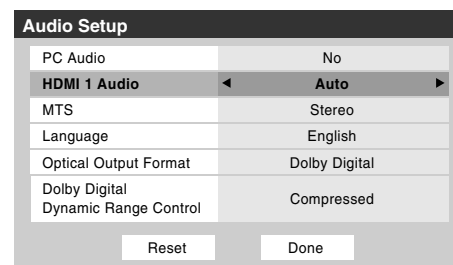 Audio Setup
PC Audio No
HDMI 1 Audio ◀ Auto ▶
MTS Stereo
Language English
Optical Output Format Dolby Digital
Dolby Digital
Dynamic Range Control Compressed
Reset Done